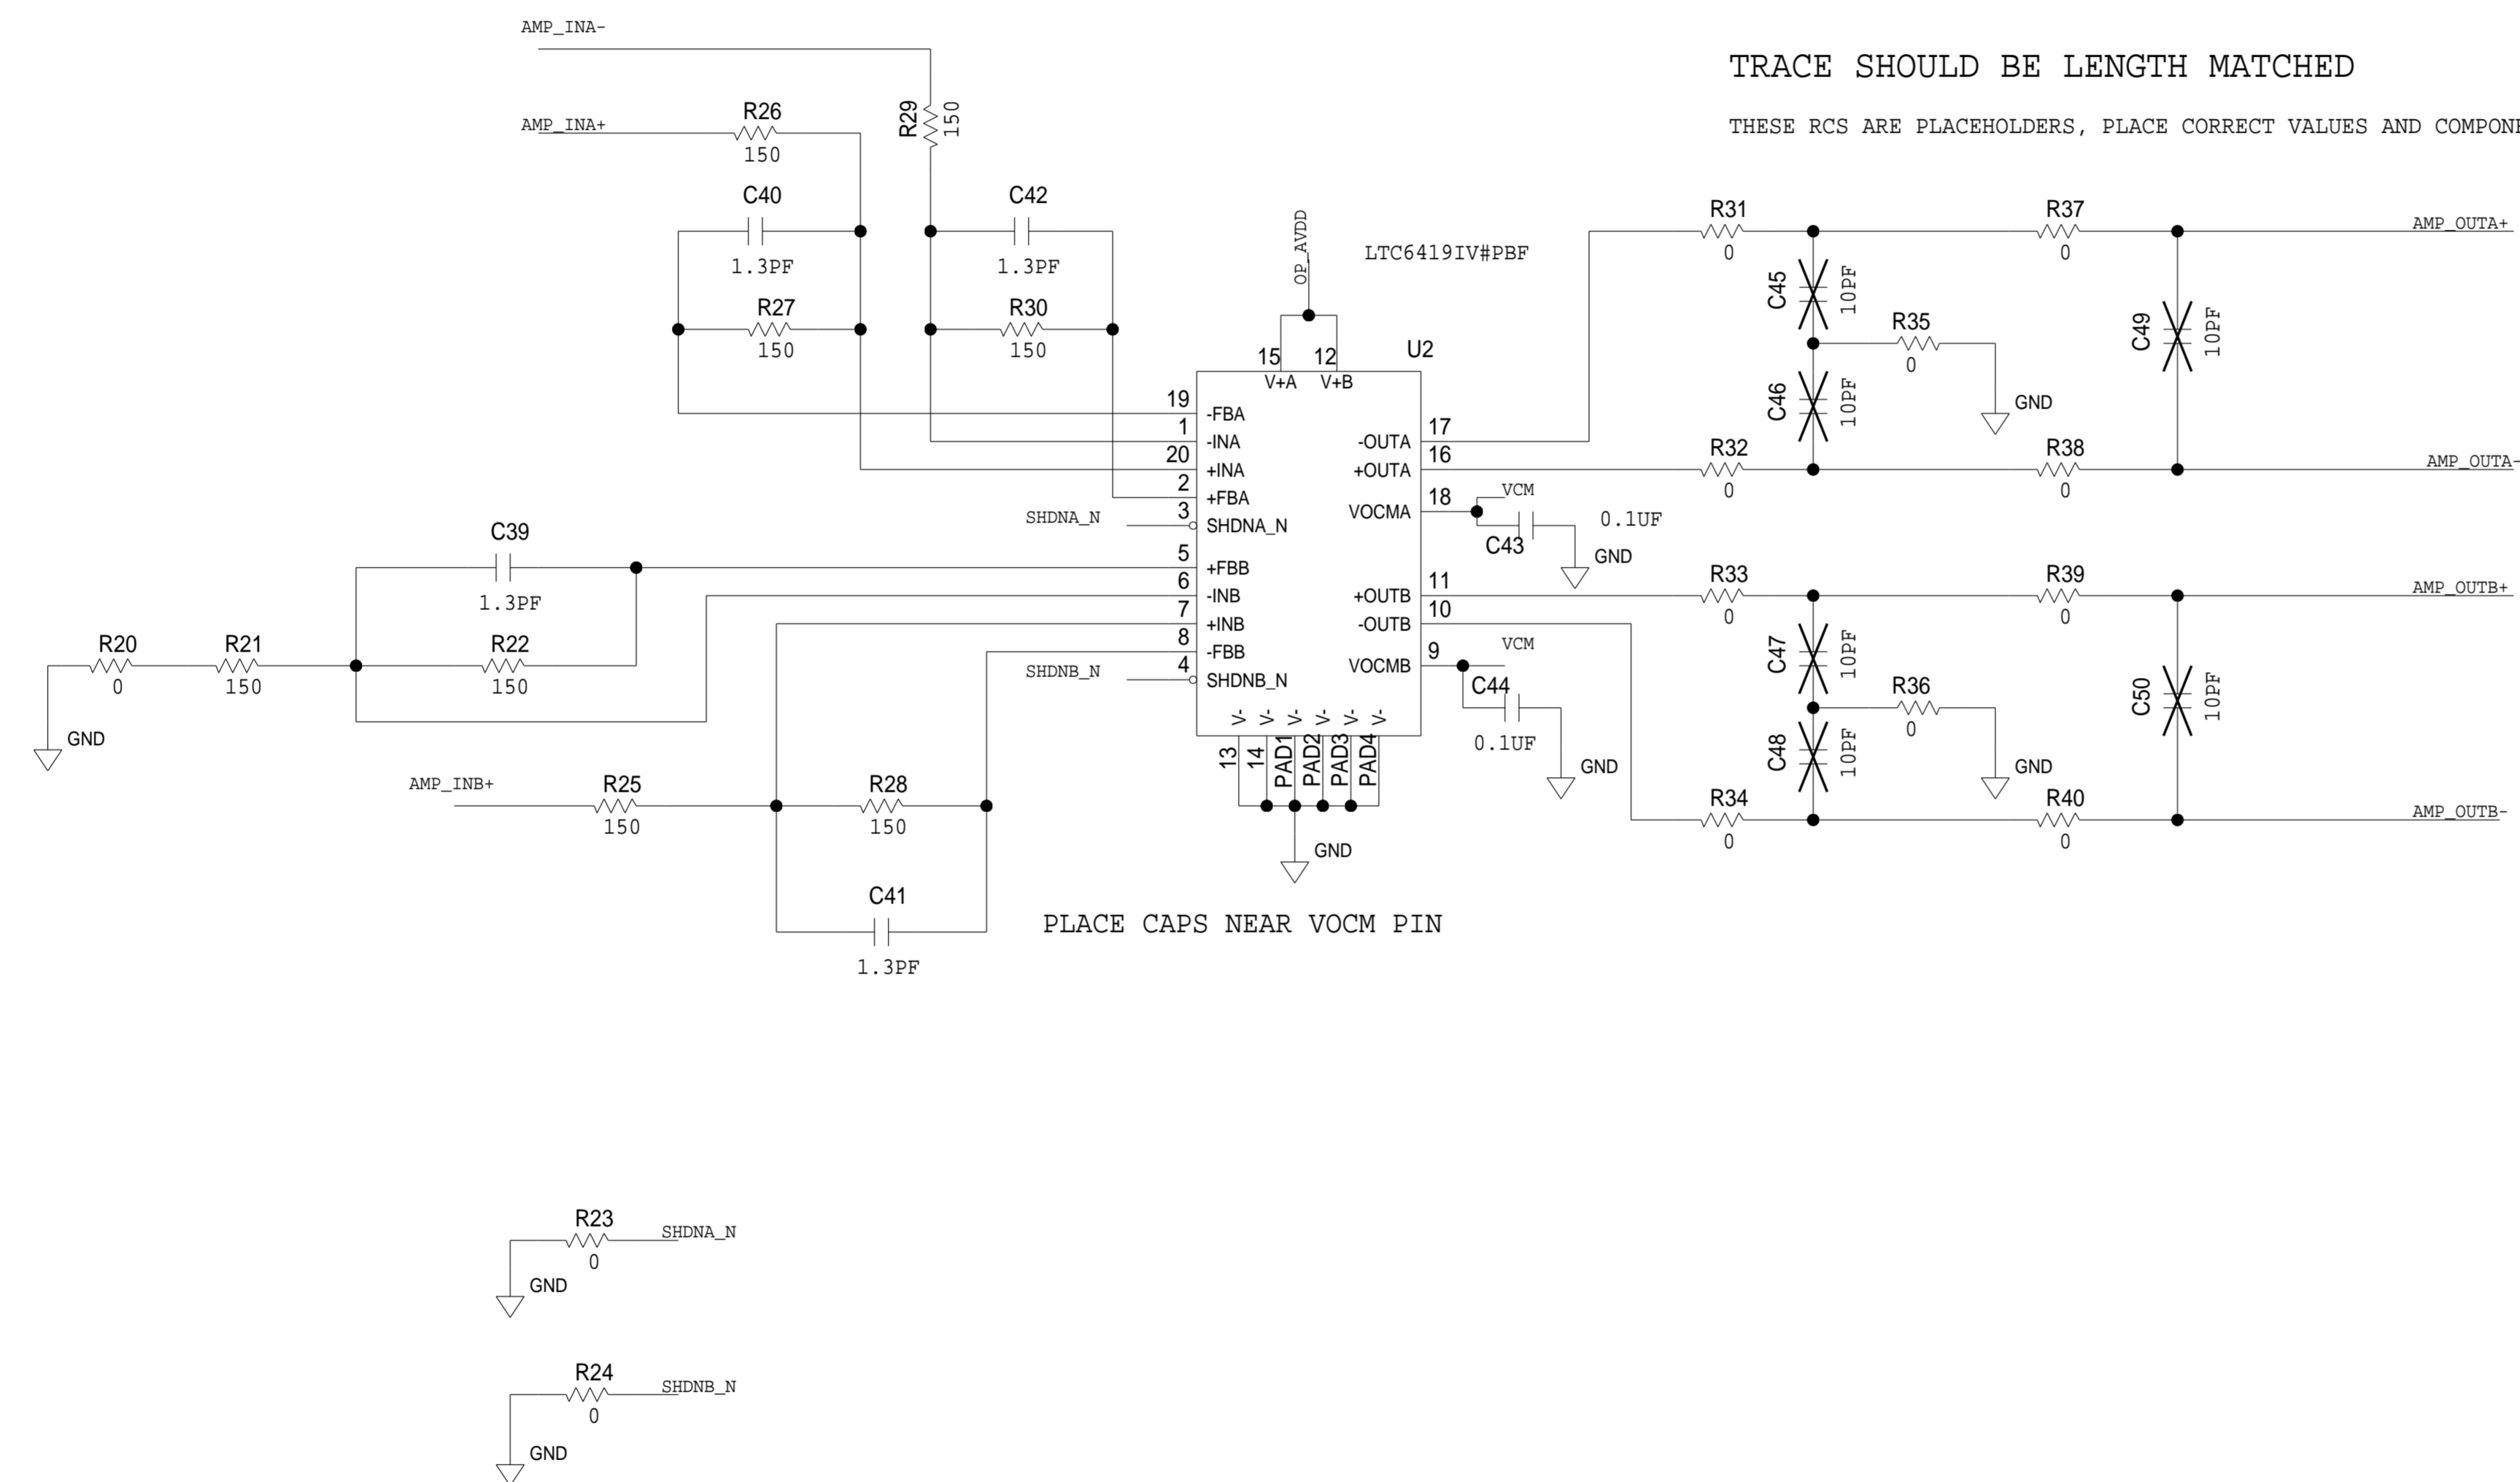 AMP_INA-
TRACE SHOULD BE LENGTH MATCHED
AMP_INA+
R26
150
R29
150
THESE RCS ARE PLACEHOLDERS, PLACE CORRECT VALUES AND
C40
1.3PF
C42
1.3PF
R27
150
R30
150
OP_AVDD
LTC6419IV#PBF
U2
15
12
V+A
V+B
19
-FBA
1
-INA
20
+INA
2
+FBA
3
SHDNA_N
SHDNA_N
5
+FBB
6
-INB
7
+INB
8
-FBB
4
SHDNB_N
SHDNB_N
-OUTA
17
+OUTA
16
VOCMA
18
VCM
C43
0.1UF
GND
+OUTB
11
-OUTB
10
VOCMB
9
VCM
C44
0.1UF
GND
V-
V-
V-
V-
V-
V-
13
14
PAD1
PAD2
PAD3
PAD4
GND
R31
0
R37
0
AMP_OUTA+
C45
10PF
R35
0
GND
C46
10PF
C49
10PF
R32
0
R38
0
AMP_OUTA-
R33
0
R39
0
AMP_OUTB+
C47
10PF
R36
0
GND
C48
10PF
C50
10PF
R34
0
R40
0
AMP_OUTB-
C39
1.3PF
R20
0
R21
150
R22
150
GND
AMP_INB+
R25
150
R28
150
C41
1.3PF
PLACE CAPS NEAR VOCM PIN
R23
0
SHDNA_N
GND
R24
0
SHDNB_N
GND